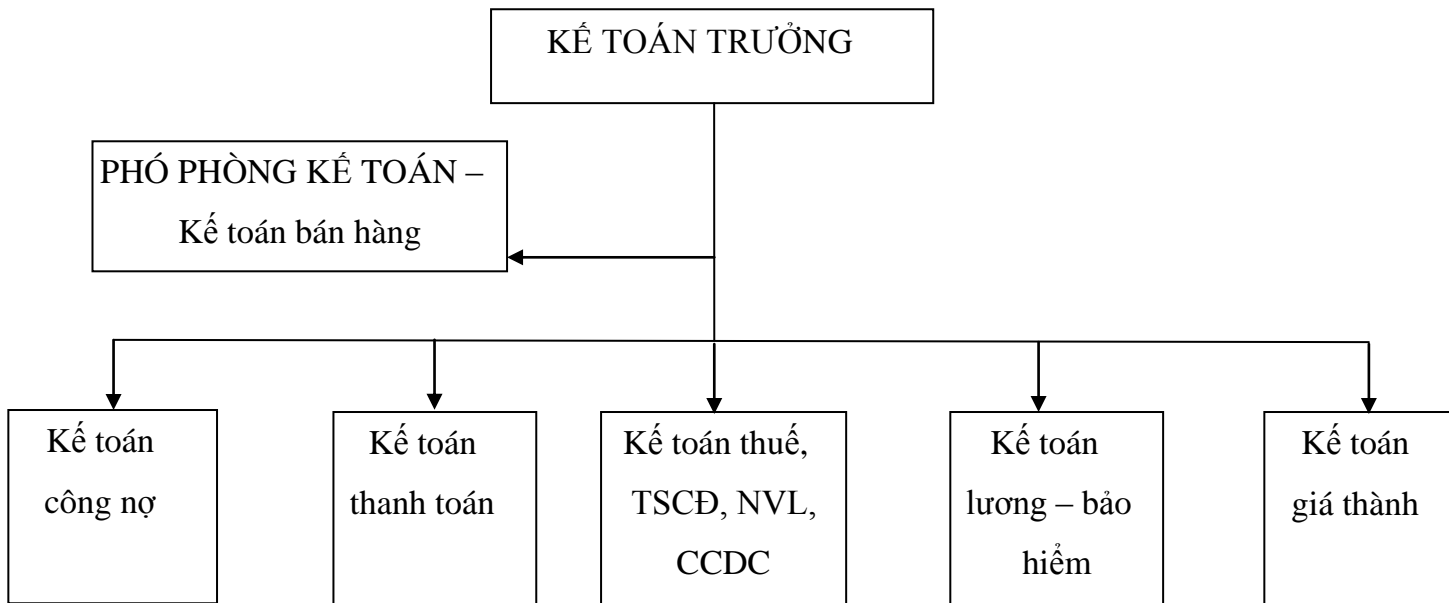 KẾ TOÁN TRƯỞNG
PHÓ PHÒNG KẾ TOÁN –
Kế toán bán hàng
Kế toán
công nợ
Kế toán
thanh toán
Kế toán thuế,
TSCĐ, NVL,
CCDC
Kế toán
lương – bảo
hiểm
Kế toán
giá thành